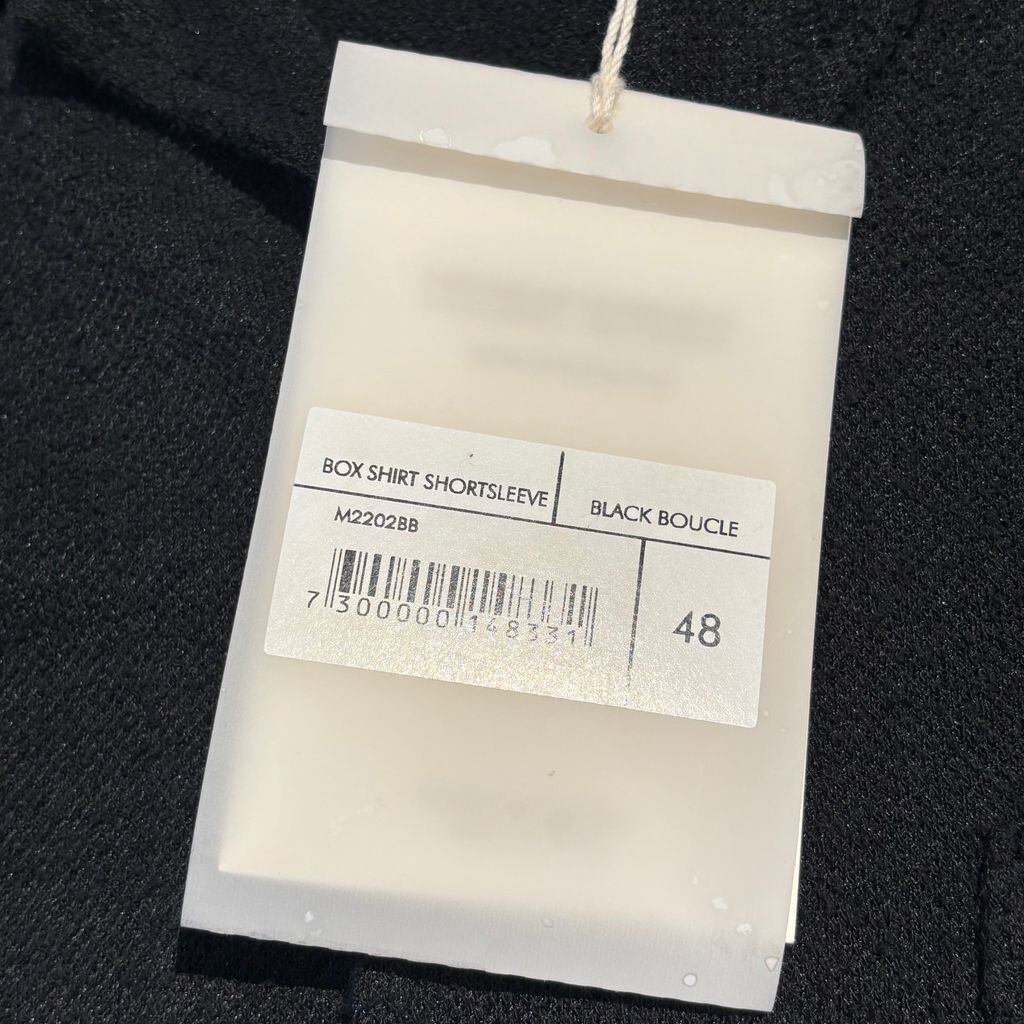 BOX SHIRT SHORTSLEEVE
BLACK BOUCLE
M2202BB
7 300000 148331
48